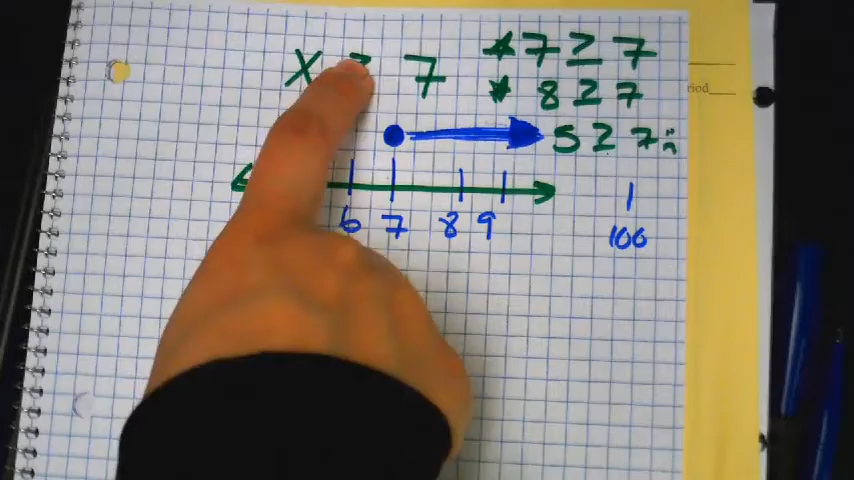 X ≥ 7
* 7 ≥ 7
* 8 ≥ 7
5 ≥ 7
6 7 8 9
100